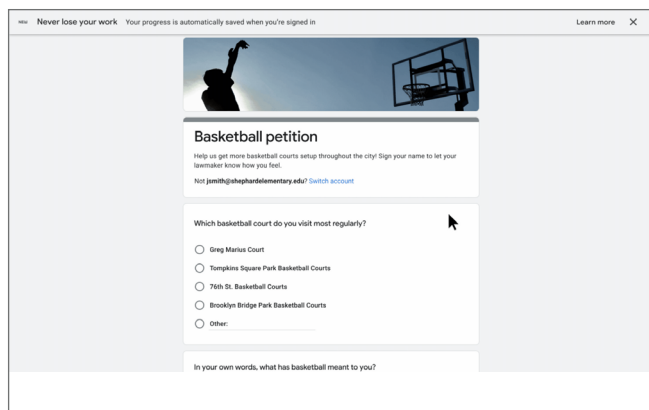 NEW Never lose your work Your progress is automatically saved when you're signed in Learn more
Basketball petition
Help us get more basketball courts setup throughout the city! Sign your name to let your
lawmaker know how you feel.
Not jsmith@shephardelementary.edu? Switch account
Which basketball court do you visit most regularly?
Greg Marius Court
Tompkins Square Park Basketball Courts
76th St. Basketball Courts
Brooklyn Bridge Park Basketball Courts
Other:
In your own words, what has basketball meant to you?